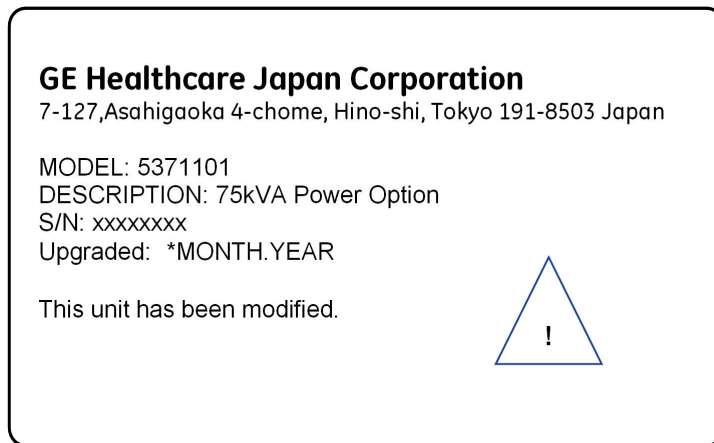 GE Healthcare Japan Corporation
7-127,Asahigaoka 4-chome, Hino-shi, Tokyo 191-8503 Japan
MODEL: 5371101
DESCRIPTION: 75kVA Power Option
S/N: xxxxxxxx
Upgraded:  *MONTH.YEAR
This unit has been modified.
!